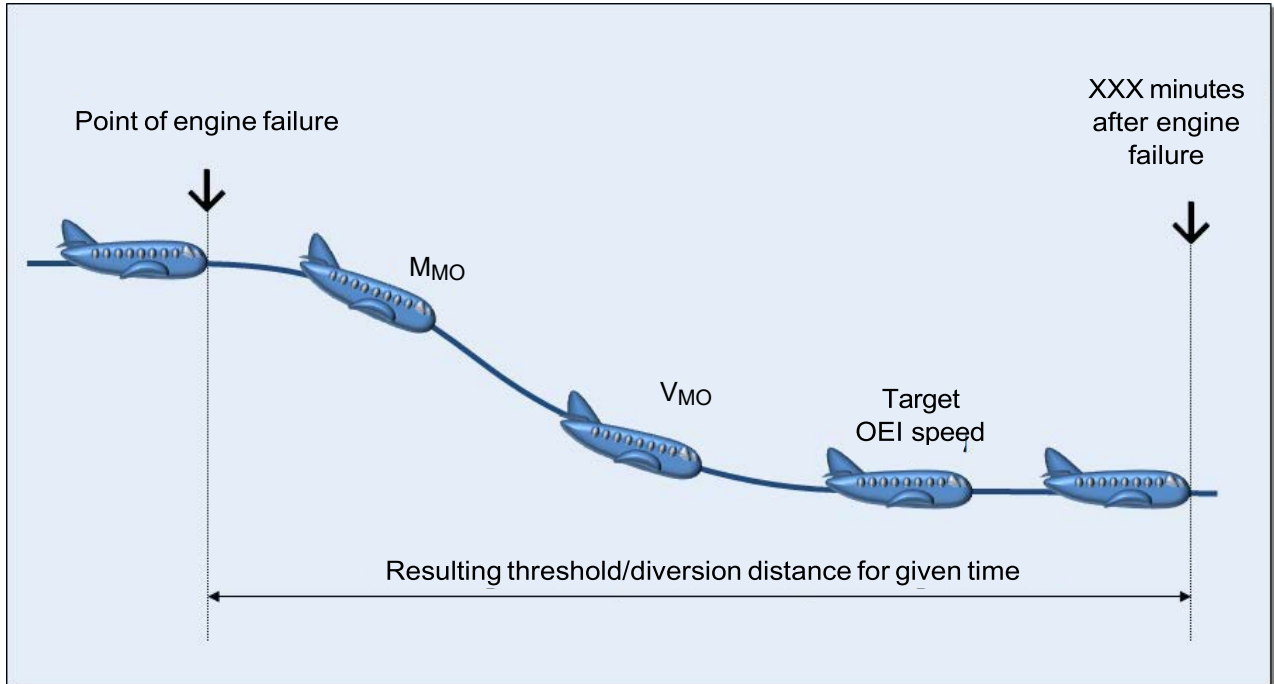 XXX minutes
after engine
failure
Point of engine failure
MMO
VMO
Target
OEI speed
Resulting threshold/diversion distance for given time